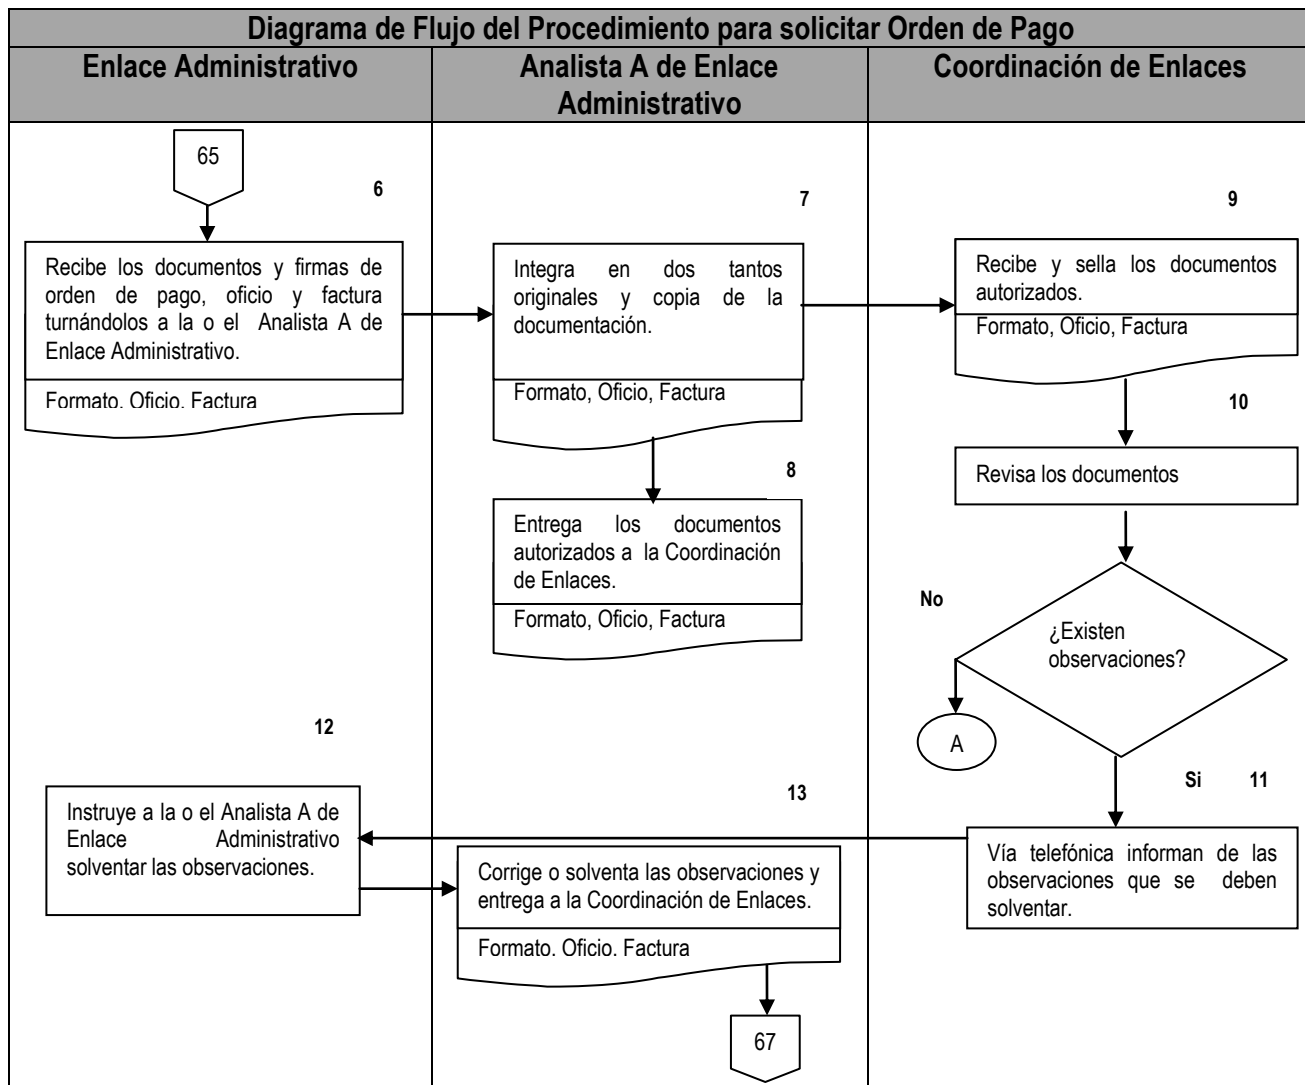 Diagrama de Flujo del Procedimiento para solicitar Orden de Pago
Enlace Administrativo
Analista A de Enlace
Administrativo
Coordinación de Enlaces
65
6
Recibe los documentos y firmas de
orden de pago, oficio y factura
turnándolos a la o el Analista A de
Enlace Administrativo.
Formato. Oficio. Factura
7
Integra en dos tantos
originales y copia de la
documentación.
Formato, Oficio, Factura
8
Entrega los documentos
autorizados a la Coordinación
de Enlaces.
Formato, Oficio, Factura
9
Recibe y sella los documentos
autorizados.
Formato, Oficio, Factura
10
Revisa los documentos
No
¿Existen
observaciones?
A
Si
11
Vía telefónica informan de las
observaciones que se deben
solventar.
12
Instruye a la o el Analista A de
Enlace Administrativo
solventar las observaciones.
13
Corrige o solventa las observaciones y
entrega a la Coordinación de Enlaces.
Formato. Oficio. Factura
67